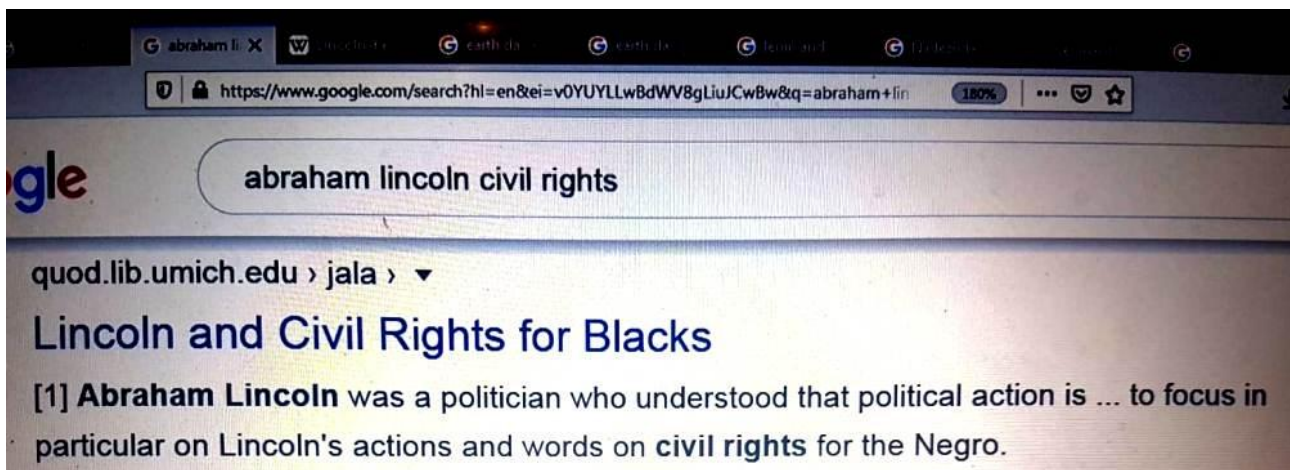 abraham li
earth da
https://www.google.com/search?hl=en&ei=v0YUYLLwBdWV8gLiuJCwBw&q=abraham+lin 180%
gle abraham lincoln civil rights
quod.lib.umich.edu › jala ›
Lincoln and Civil Rights for Blacks
[1] Abraham Lincoln was a politician who understood that political action is ... to focus in
particular on Lincoln's actions and words on civil rights for the Negro.